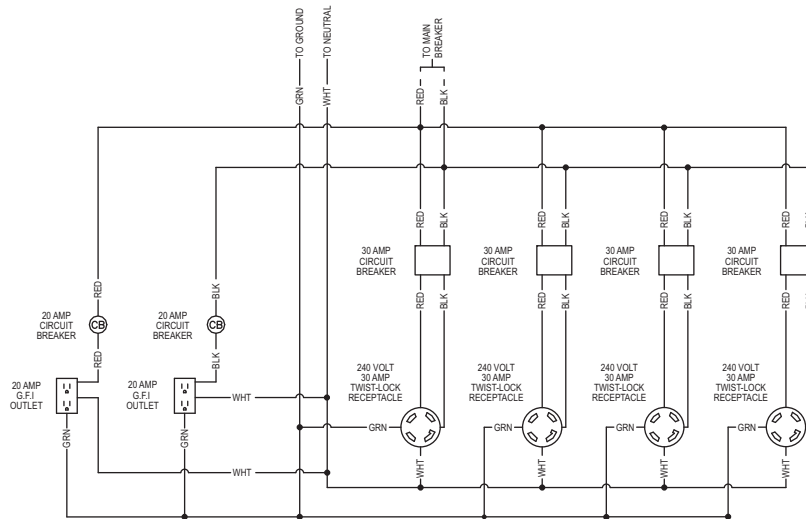 TO GROUND
TO NEUTRAL
TO MAIN
BREAKER
GRN
WHT
RED
BLK
RED
BLK
RED
BLK
RED
BLK
RED
30 AMP
CIRCUIT
BREAKER
30 AMP
CIRCUIT
BREAKER
30 AMP
CIRCUIT
BREAKER
30 AMP
CIRCUIT
BREAKER
RED
BLK
RED
BLK
RED
BLK
RED
BLK
RED
20 AMP
CIRCUIT
BREAKER
CB
20 AMP
CIRCUIT
BREAKER
CB
RED
BLK
20 AMP
G.F.I
OUTLET
20 AMP
G.F.I
OUTLET
240 VOLT
30 AMP
TWIST-LOCK
RECEPTACLE
240 VOLT
30 AMP
TWIST-LOCK
RECEPTACLE
240 VOLT
30 AMP
TWIST-LOCK
RECEPTACLE
240 VOLT
30 AMP
TWIST-LOCK
RECEPTACLE
WHT
GRN
GRN
GRN
GRN
GRN
GRN
WHT
WHT
WHT
WHT
WHT